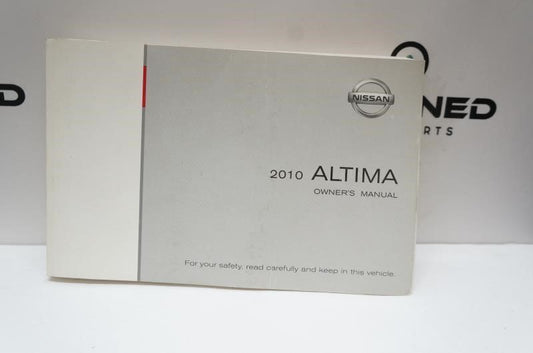 NISSAN
2010 ALTIMA
OWNER'S MANUAL
For your safety, read carefully and keep in this vehicle.